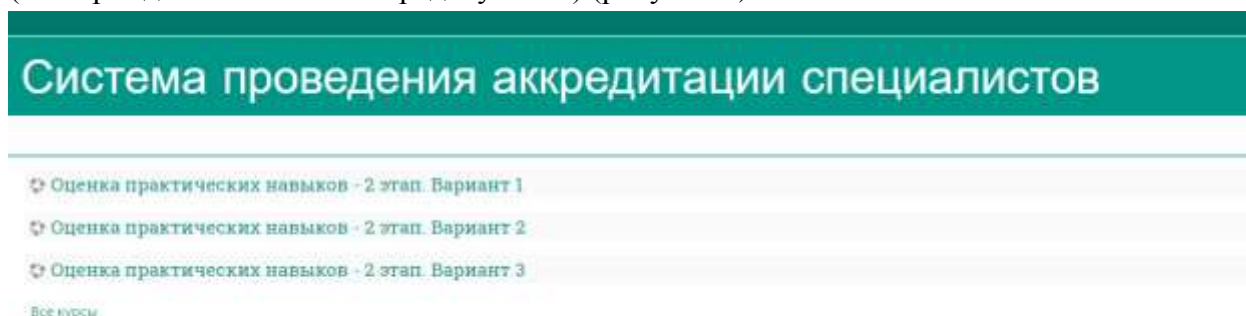 Система проведения аккредитации специалистов
Оценка практических навыков - 2 этап. Вариант 1
Оценка практических навыков - 2 этап. Вариант 2
Оценка практических навыков - 2 этап. Вариант 3
Все курсы